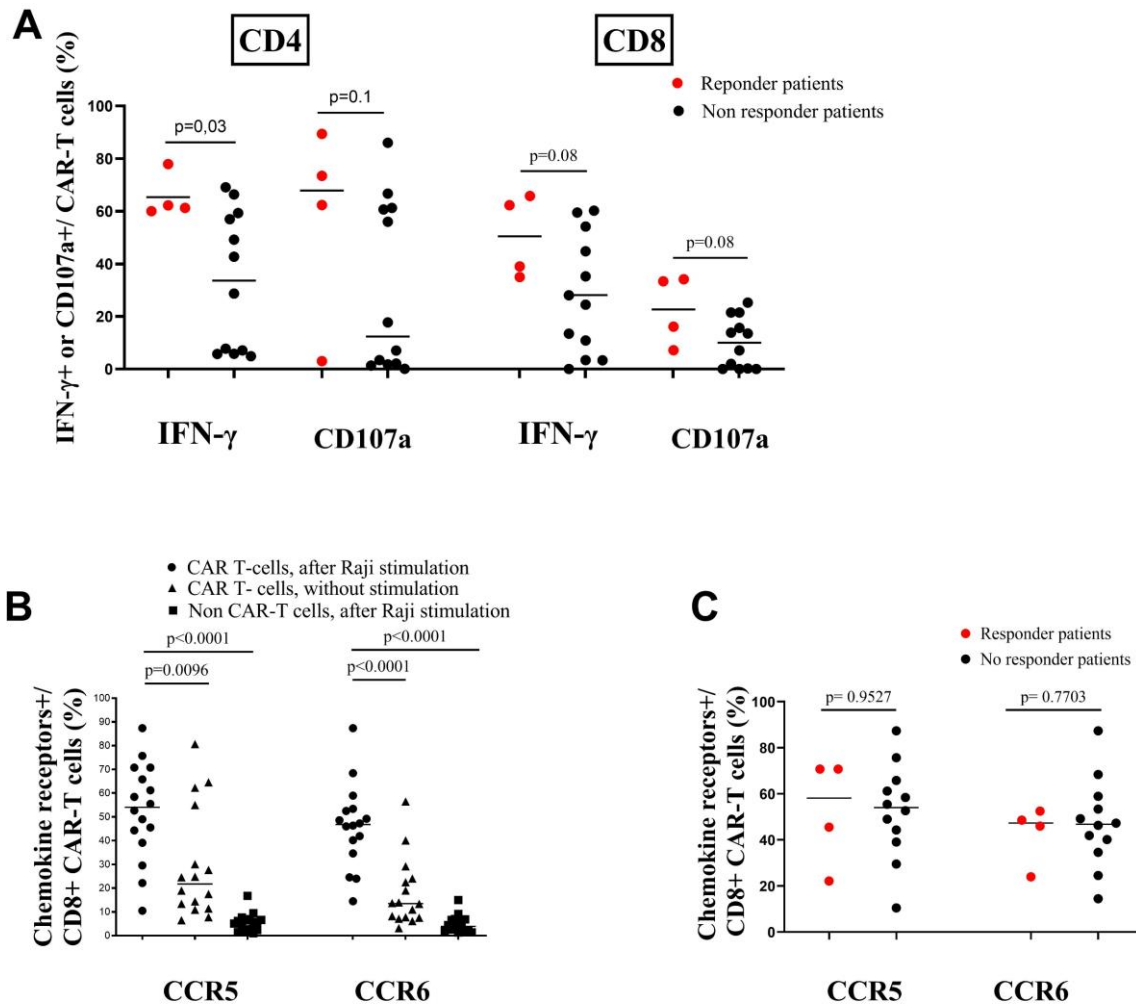 A
CD4
CD8
Reponder patients
Non responder patients
IFN-γ+ or CD107a+/ CAR-T cells (%)
100
80
60
40
20
0
p=0,03
p=0.1
p=0.08
p=0.08
IFN-γ
CD107a
IFN-γ
CD107a
CAR T-cells, after Raji stimulation
CAR T- cells, without stimulation
Non CAR-T cells, after Raji stimulation
B
p<0.0001
p=0.0096
p<0.0001
p<0.0001
Chemokine receptors+/
CD8+ CAR-T cells (%)
100
90
80
70
60
50
40
30
20
10
0
CCR5
CCR6
C
Responder patients
No responder patients
p= 0.9527
p= 0.7703
Chemokine receptors+/
CD8+ CAR-T cells (%)
100
80
60
40
20
0
CCR5
CCR6